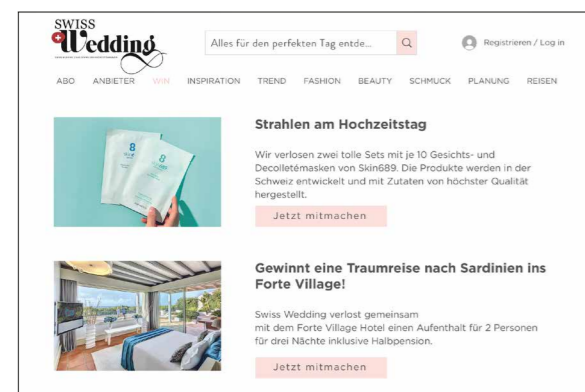 SWISS
Wedding
Alles für den perfekten Tag entde...
Registrieren / Log in
ABO ANBIETER WIN INSPIRATION TREND FASHION BEAUTY SCHMUCK PLANUNG REISEN
Strahlen am Hochzeitstag
Wir verlosen zwei tolle Sets mit je 10 Gesichts- und
Decolletémasken von Skin689. Die Produkte werden in der
Schweiz entwickelt und mit Zutaten von höchster Qualität
hergestellt.
Jetzt mitmachen
Gewinnt eine Traumreise nach Sardinien ins
Forte Village!
Swiss Wedding verlost gemeinsam
mit dem Forte Village Hotel einen Aufenthalt für 2 Personen
für drei Nächte inklusive Halbpension.
Jetzt mitmachen